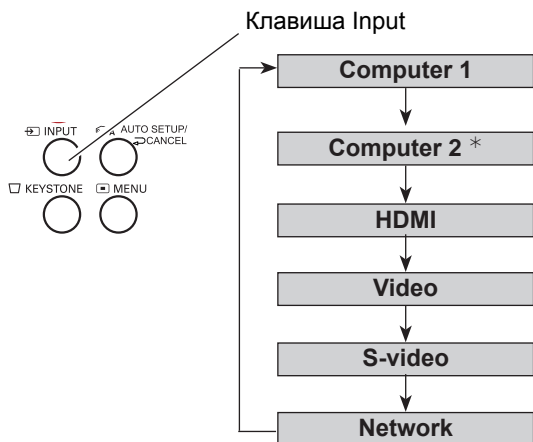 Клавиша Input
INPUT
AUTO SETUP/
CANCEL
KEYSTONE
MENU
Computer 1
Computer 2 *
HDMI
Video
S-video
Network